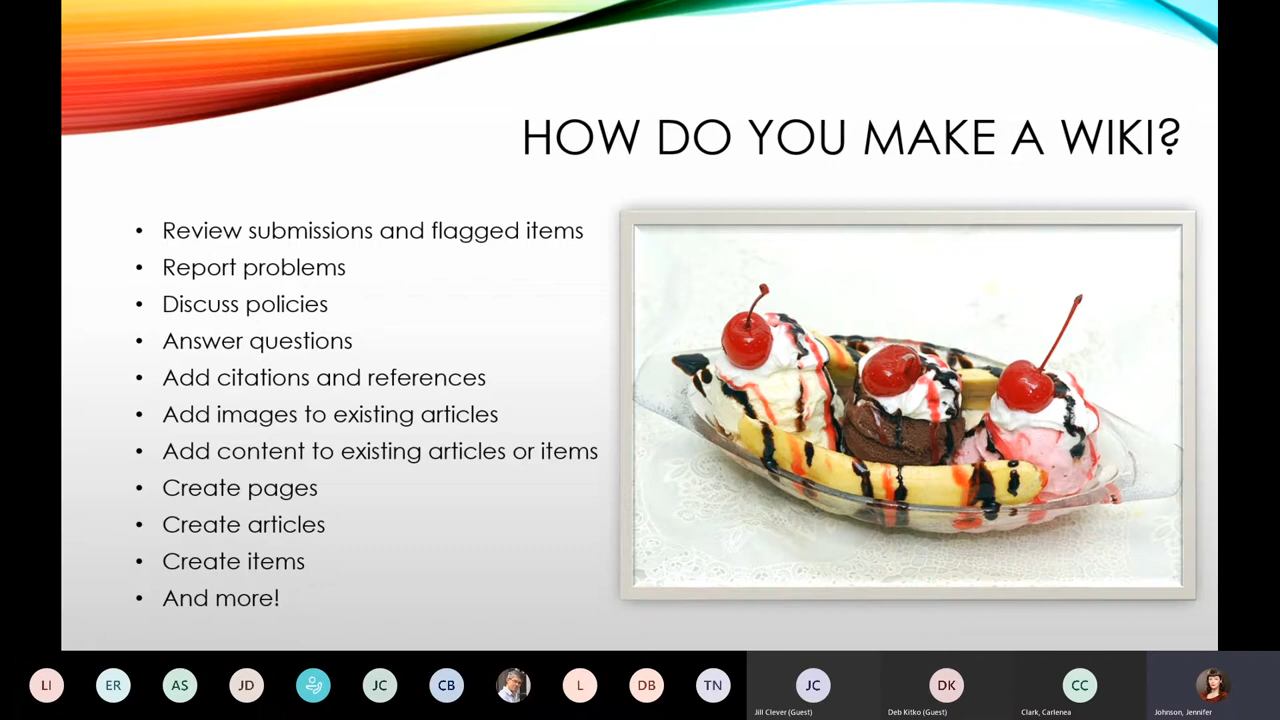 HOW DO YOU MAKE A WIKI?
• Review submissions and flagged items
• Report problems
• Discuss policies
• Answer questions
• Add citations and references
• Add images to existing articles
• Add content to existing articles or items
• Create pages
• Create articles
• Create items
• And more!
LI
ER
AS
JD
JC
CB
L
DB
TN
JC
DK
CC
Jill Clever (Guest)
Deb Kitko (Guest)
Clark, Carlenea
Johnson, Jennifer